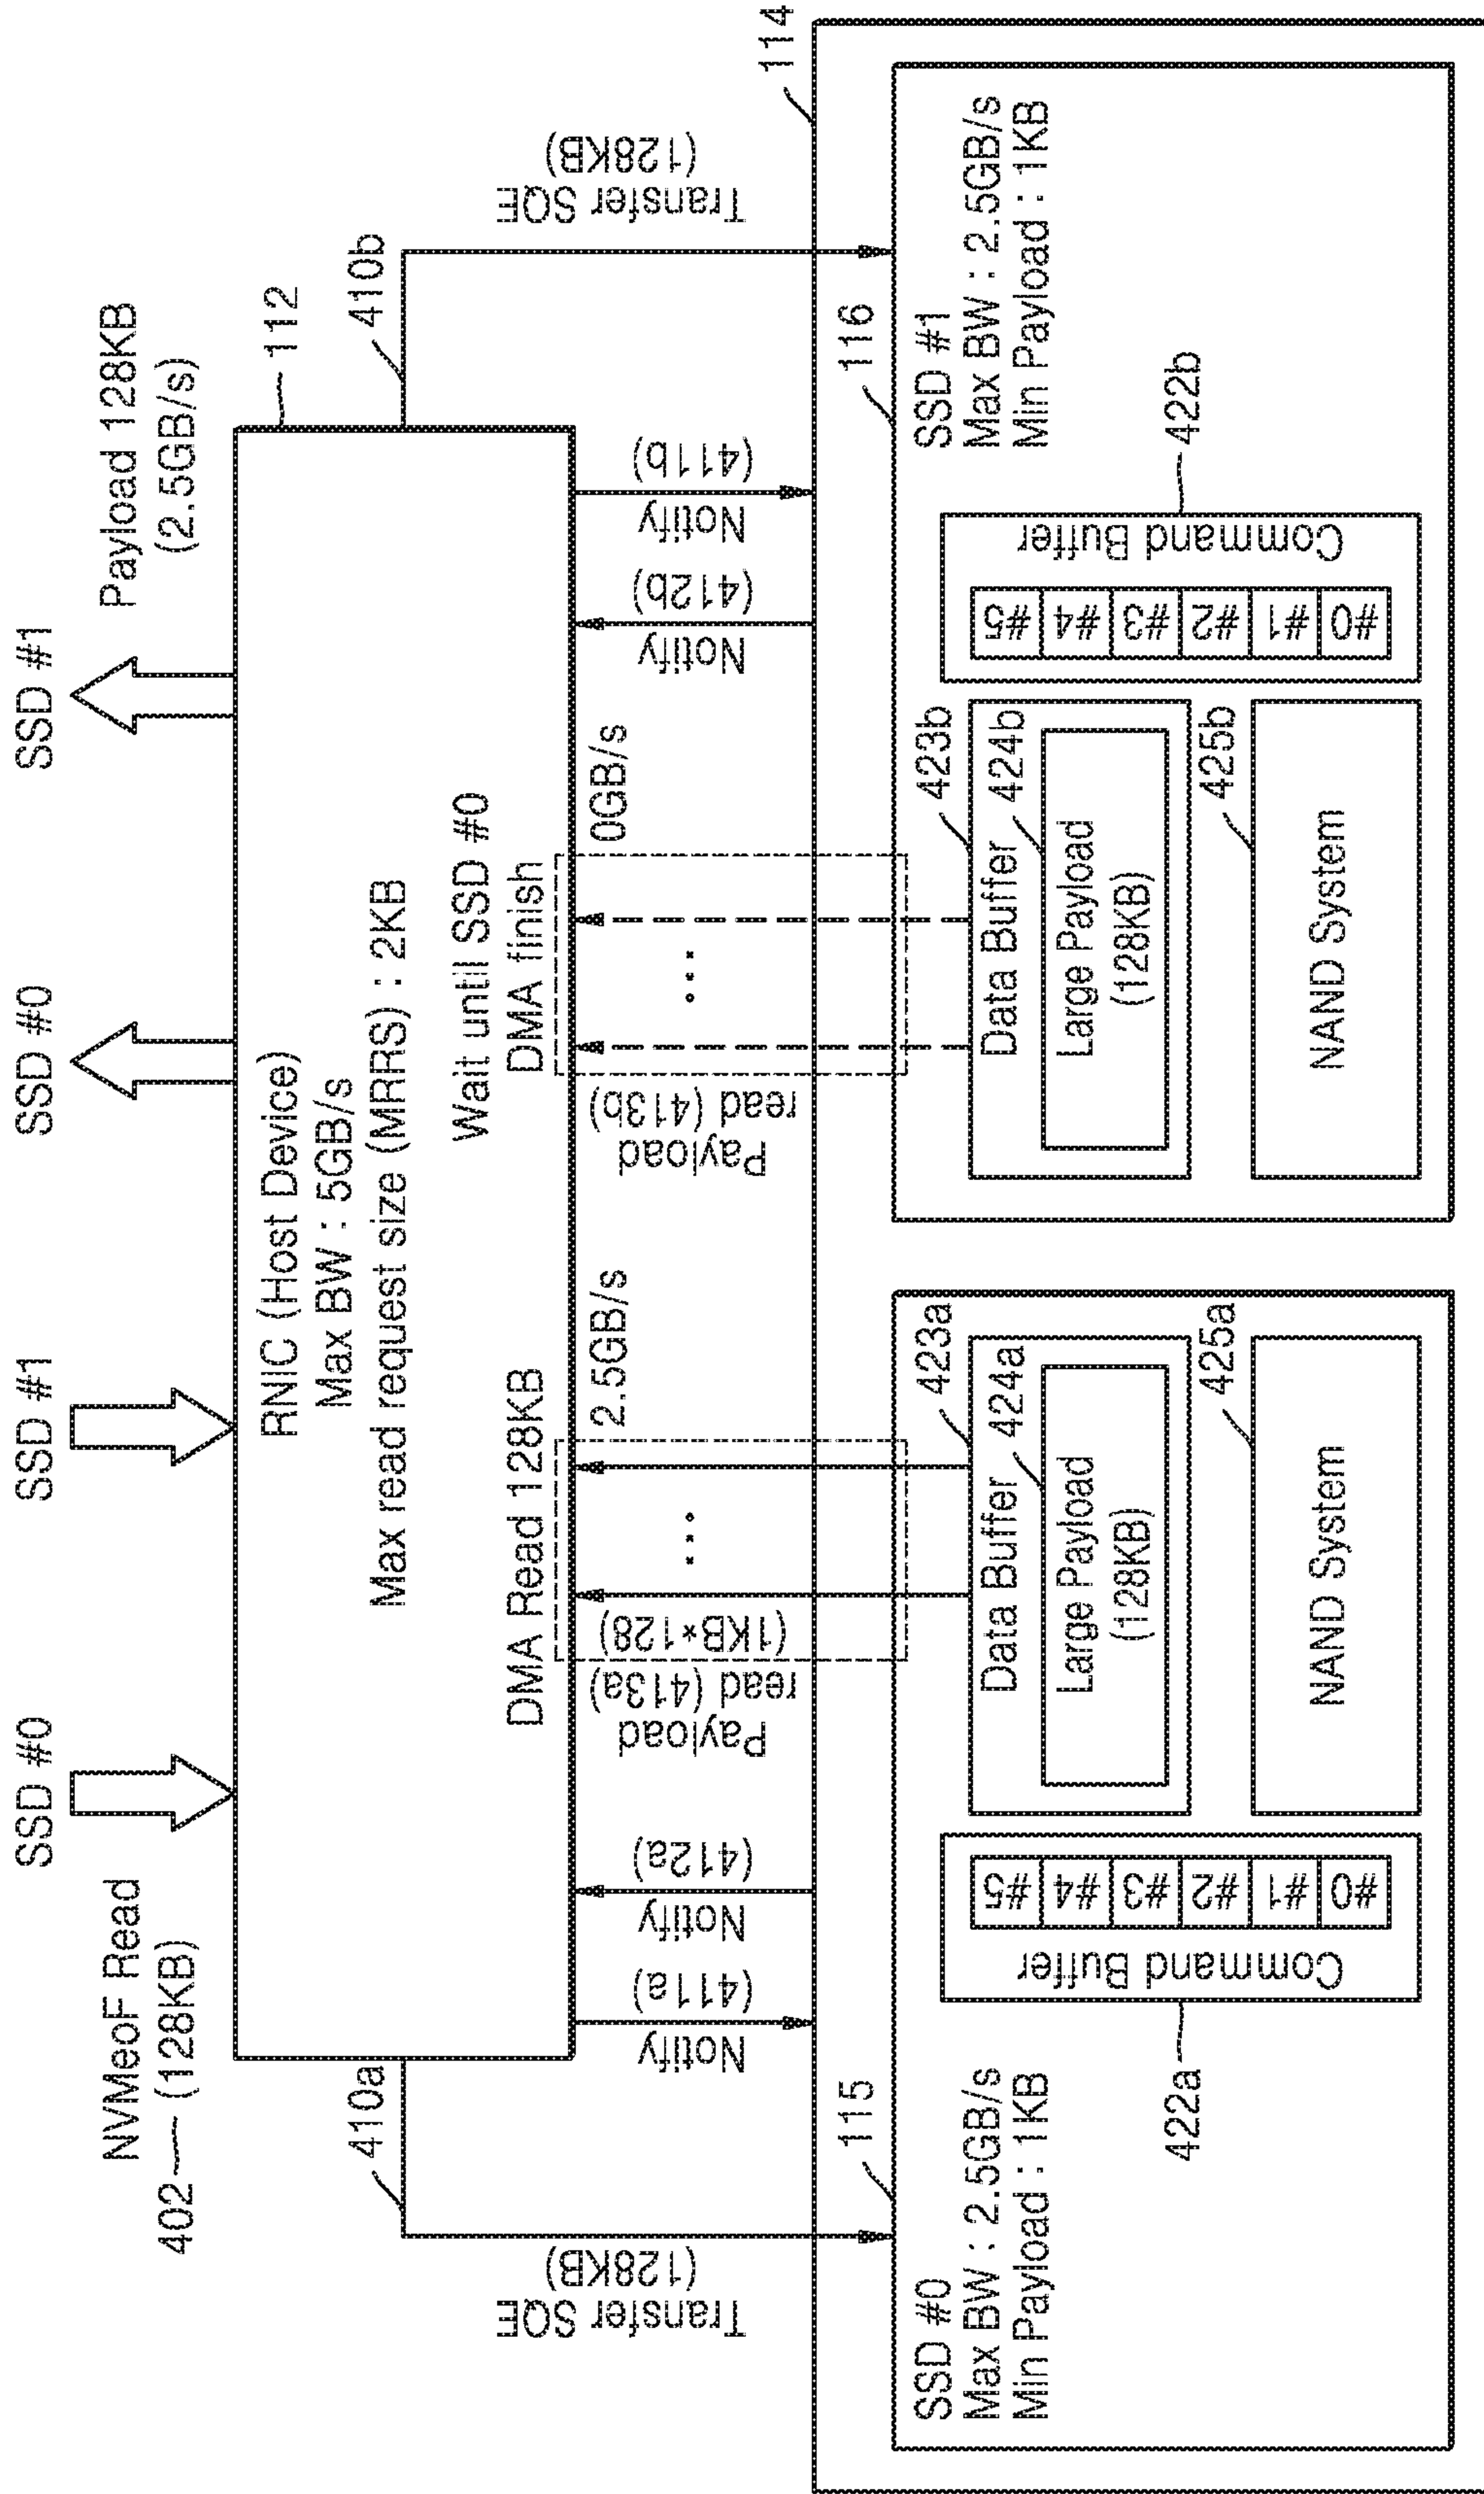 SSD #0
SSD #1
SSD #0
SSD #1
NVMeoF Read
402 (128KB)
Payload 128KB
(2.5GB/s)
112
RNIC (Host Device)
Max BW : 5GB/s
Max read request size (MRRS) : 2KB
DMA Read 128KB
Wait until SSD #0
DMA finish
410a
410b
Transfer SQE
(128KB)
Notify
(411a)
Notify
(412a)
Payload
read (413a)
(1KB*128)
2.5GB/s
Payload
read (413b)
0GB/s
Notify
(412b)
Notify
(411b)
Transfer SQE
(128KB)
114
115
SSD #0
Max BW : 2.5GB/s
Min Payload : 1KB
422a
Command Buffer
#5
#4
#3
#2
#1
#0
423a
Data Buffer
424a
Large Payload
(128KB)
425a
NAND System
116
SSD #1
Max BW : 2.5GB/s
Min Payload : 1KB
423b
Data Buffer
424b
Large Payload
(128KB)
425b
NAND System
422b
#5
#4
#3
#2
#1
#0
Command Buffer